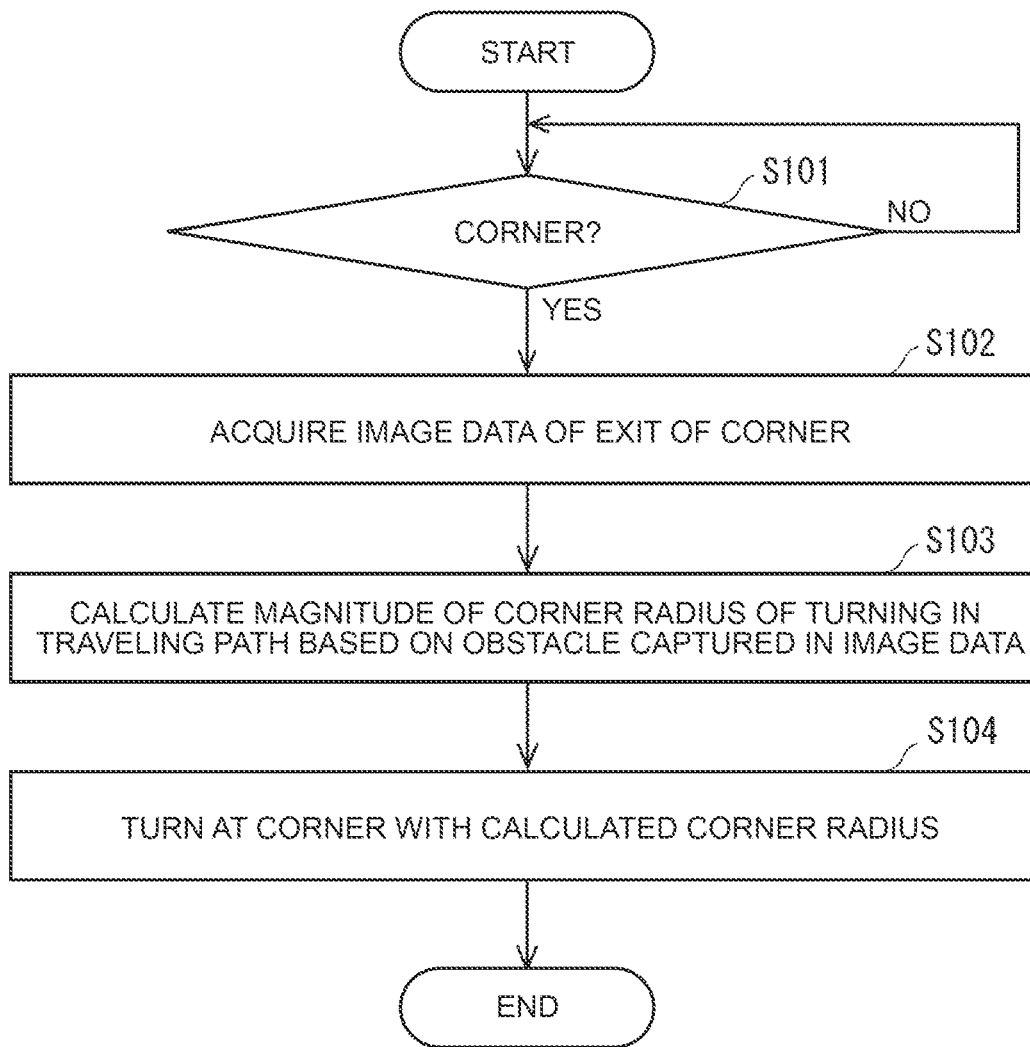 START
S101
CORNER?
NO
YES
S102
ACQUIRE IMAGE DATA OF EXIT OF CORNER
S103
CALCULATE MAGNITUDE OF CORNER RADIUS OF TURNING IN
TRAVELING PATH BASED ON OBSTACLE CAPTURED IN IMAGE DATA
S104
TURN AT CORNER WITH CALCULATED CORNER RADIUS
END